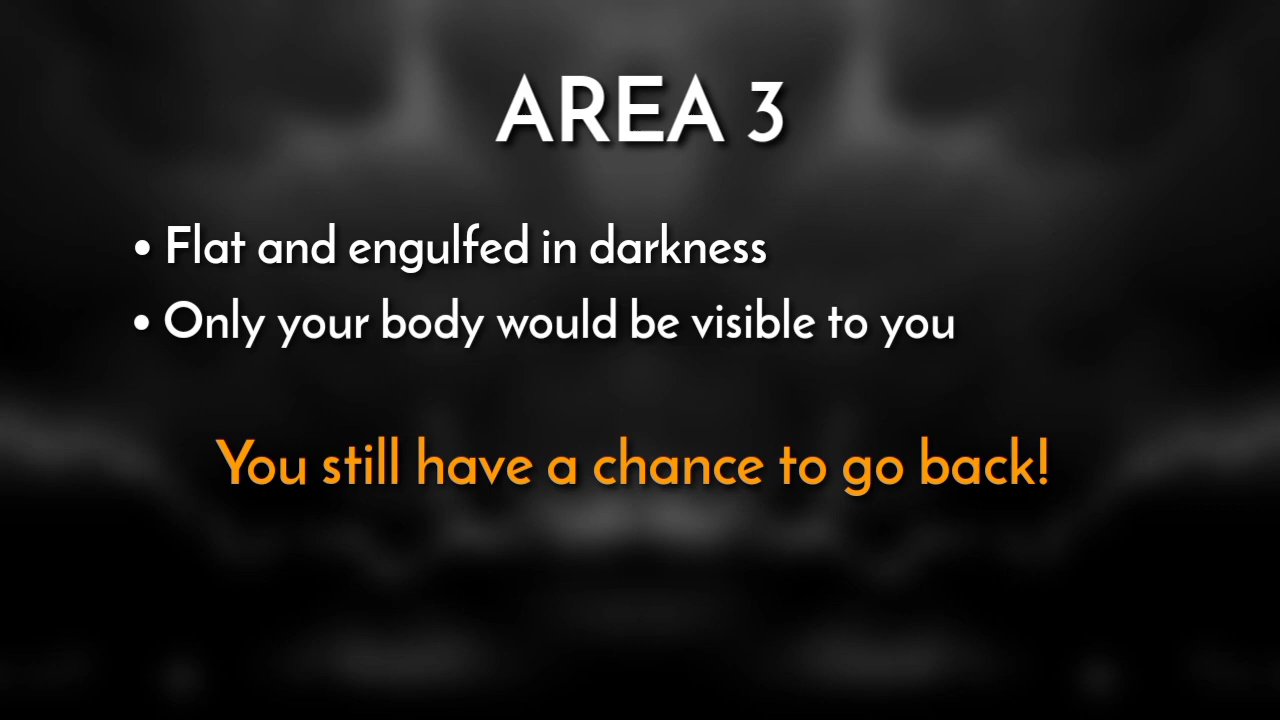 AREA 3
• Flat and engulfed in darkness
• Only your body would be visible to you
You still have a chance to go back!